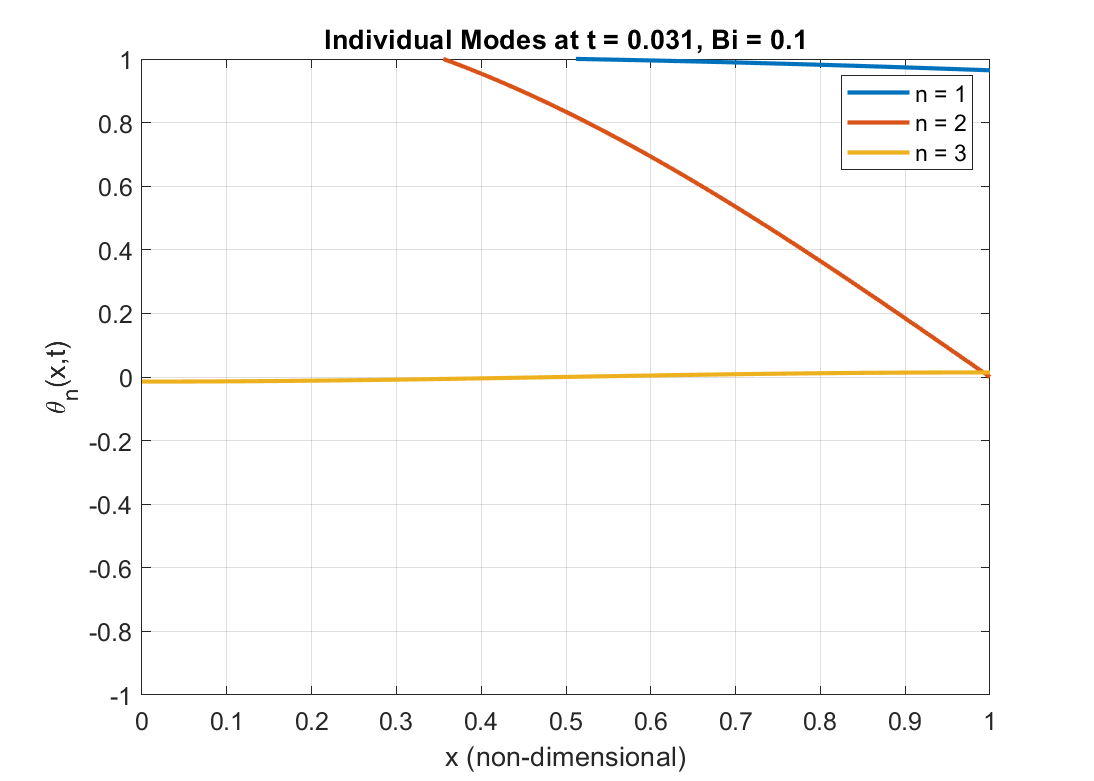 Individual Modes at t = 0.031, Bi = 0.1
n = 1
n = 2
n = 3
1
0.8
0.6
0.4
0.2
0
-0.2
-0.4
-0.6
-0.8
-1
θn(x,t)
0 0.1 0.2 0.3 0.4 0.5 0.6 0.7 0.8 0.9 1
x (non-dimensional)